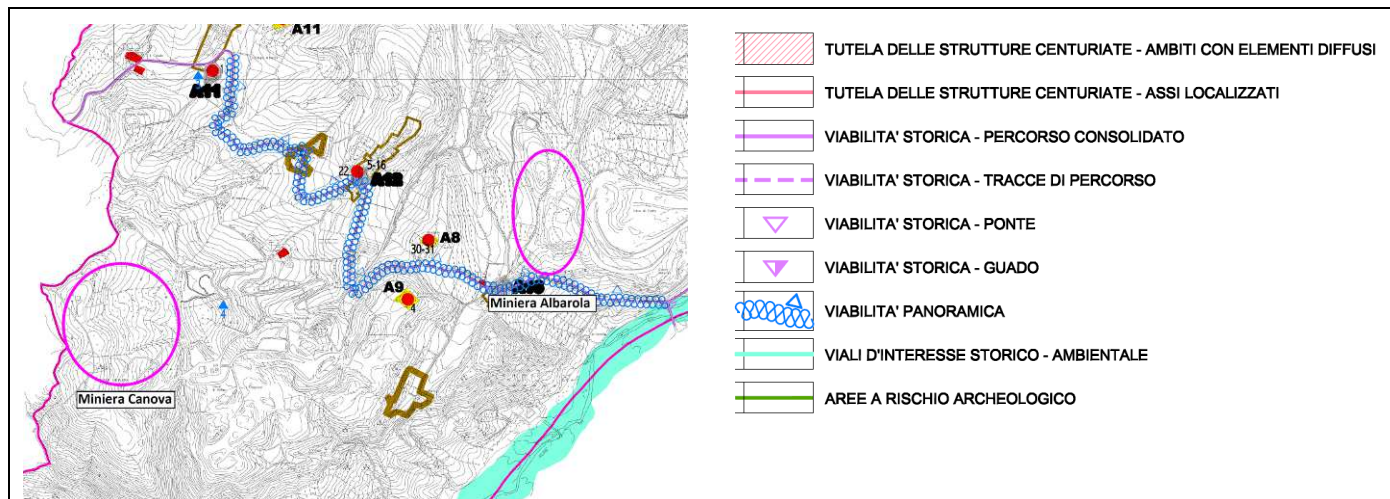 A11
1
A11
5-16
22
A12
A8
30-31
A9
4
4
Miniera Albarola
Miniera Canova
TUTELA DELLE STRUTTURE CENTURIATE - AMBITI CON ELEMENTI DIFFUSI
TUTELA DELLE STRUTTURE CENTURIATE - ASSI LOCALIZZATI
VIABILITA' STORICA - PERCORSO CONSOLIDATO
VIABILITA' STORICA - TRACCE DI PERCORSO
VIABILITA' STORICA - PONTE
VIABILITA' STORICA - GUADO
VIABILITA' PANORAMICA
VIALI D'INTERESSE STORICO - AMBIENTALE
AREE A RISCHIO ARCHEOLOGICO